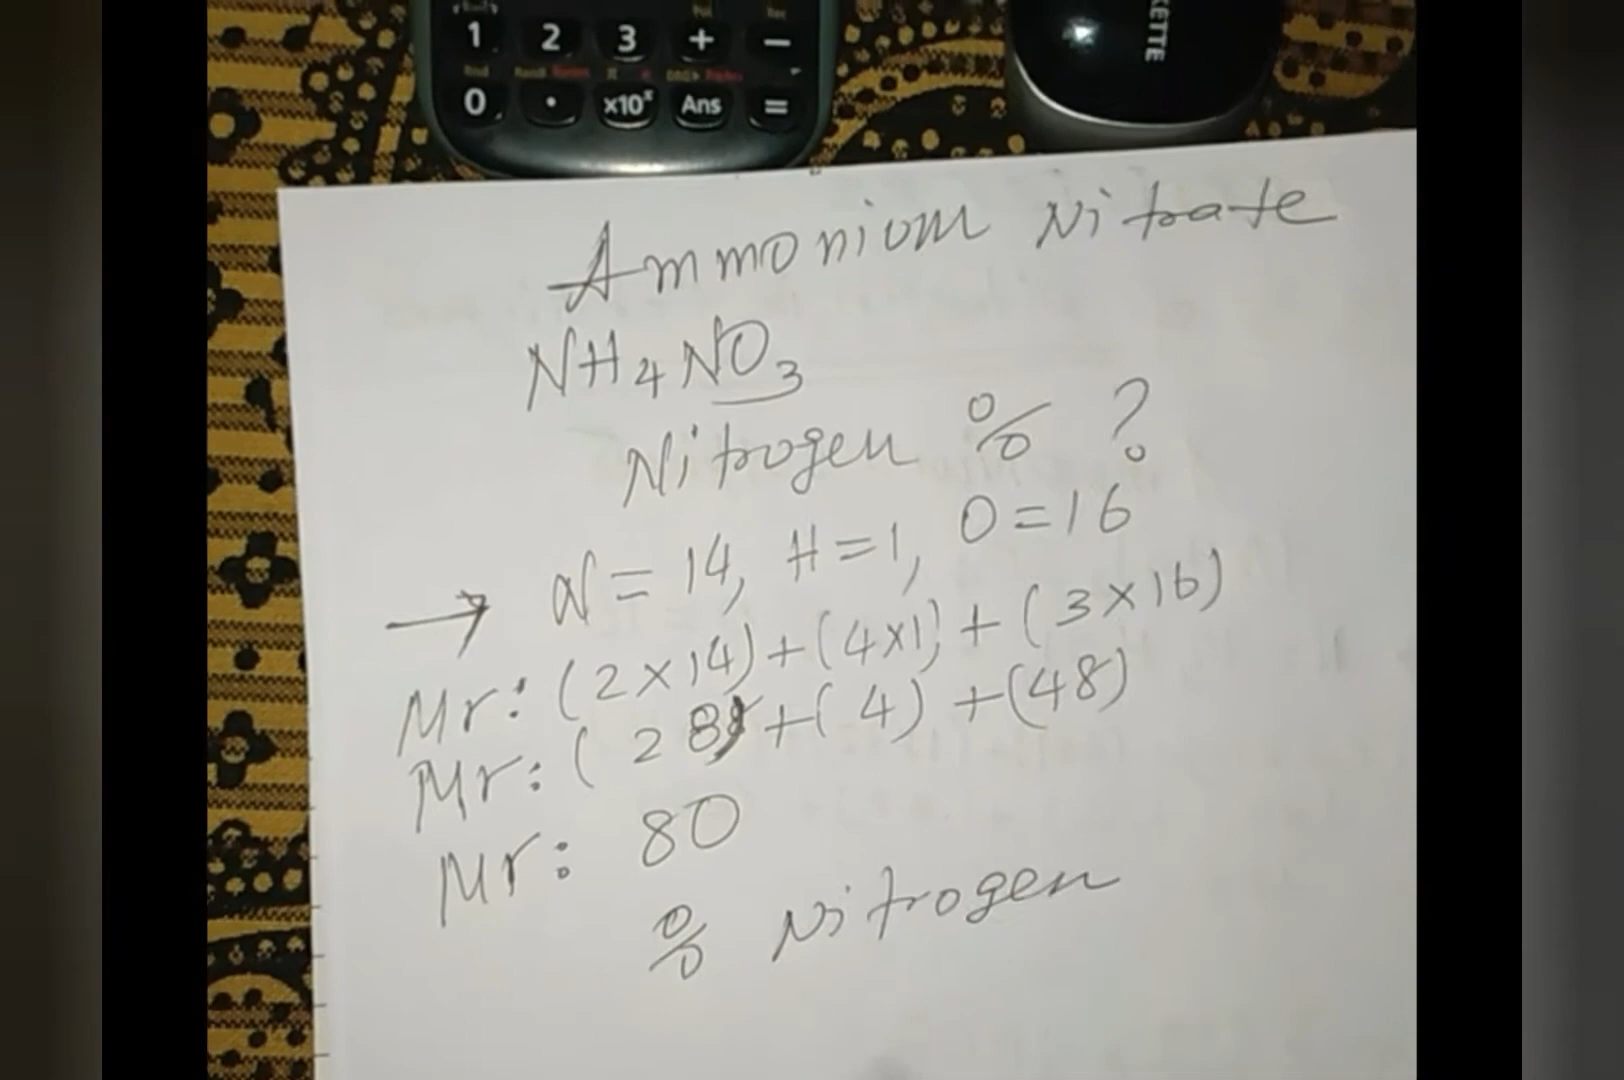 1 2 3 + −
0 . ×10ˣ Ans =
KETTE
Ammonium Nitrate
NH₄NO₃
Nitrogen % ?
→ N = 14, H = 1, O = 16
Mr: (2×14)+(4×1)+(3×16)
Mr: (28)+(4)+(48)
Mr: 80
% Nitrogen